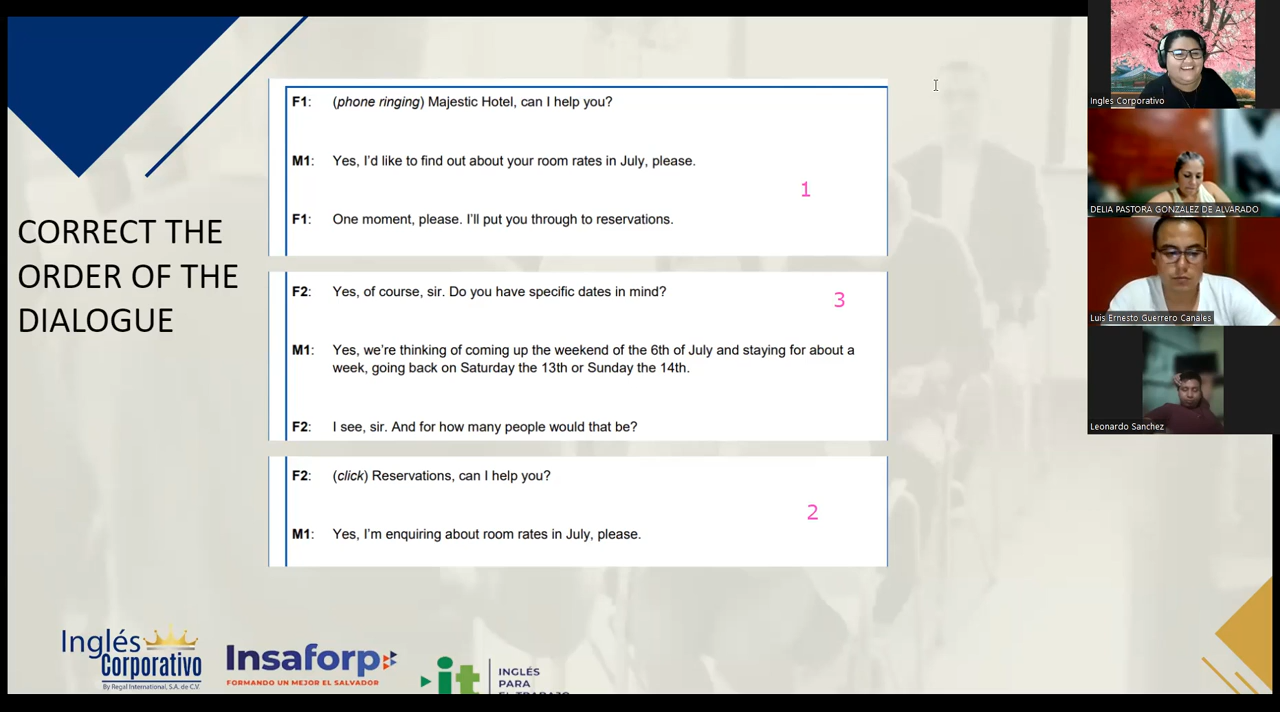 CORRECT THE
ORDER OF THE
DIALOGUE
F1: (phone ringing) Majestic Hotel, can I help you?
M1: Yes, I'd like to find out about your room rates in July, please.
1
F1: One moment, please. I'll put you through to reservations.
F2: Yes, of course, sir. Do you have specific dates in mind?
3
M1: Yes, we're thinking of coming up the weekend of the 6th of July and staying for about a
week, going back on Saturday the 13th or Sunday the 14th.
F2: I see, sir. And for how many people would that be?
F2: (click) Reservations, can I help you?
2
M1: Yes, I'm enquiring about room rates in July, please.
Inglés
Corporativo
By Regal International, S.A. de C.V.
Insaforp
FORMANDO UN MEJOR EL SALVADOR
it
INGLÉS
PARA
Ingles Corporativo
DELIA PASTORA GONZALEZ DE ALVARADO
Luis Ernesto Guerrero Canales
Leonardo Sanchez